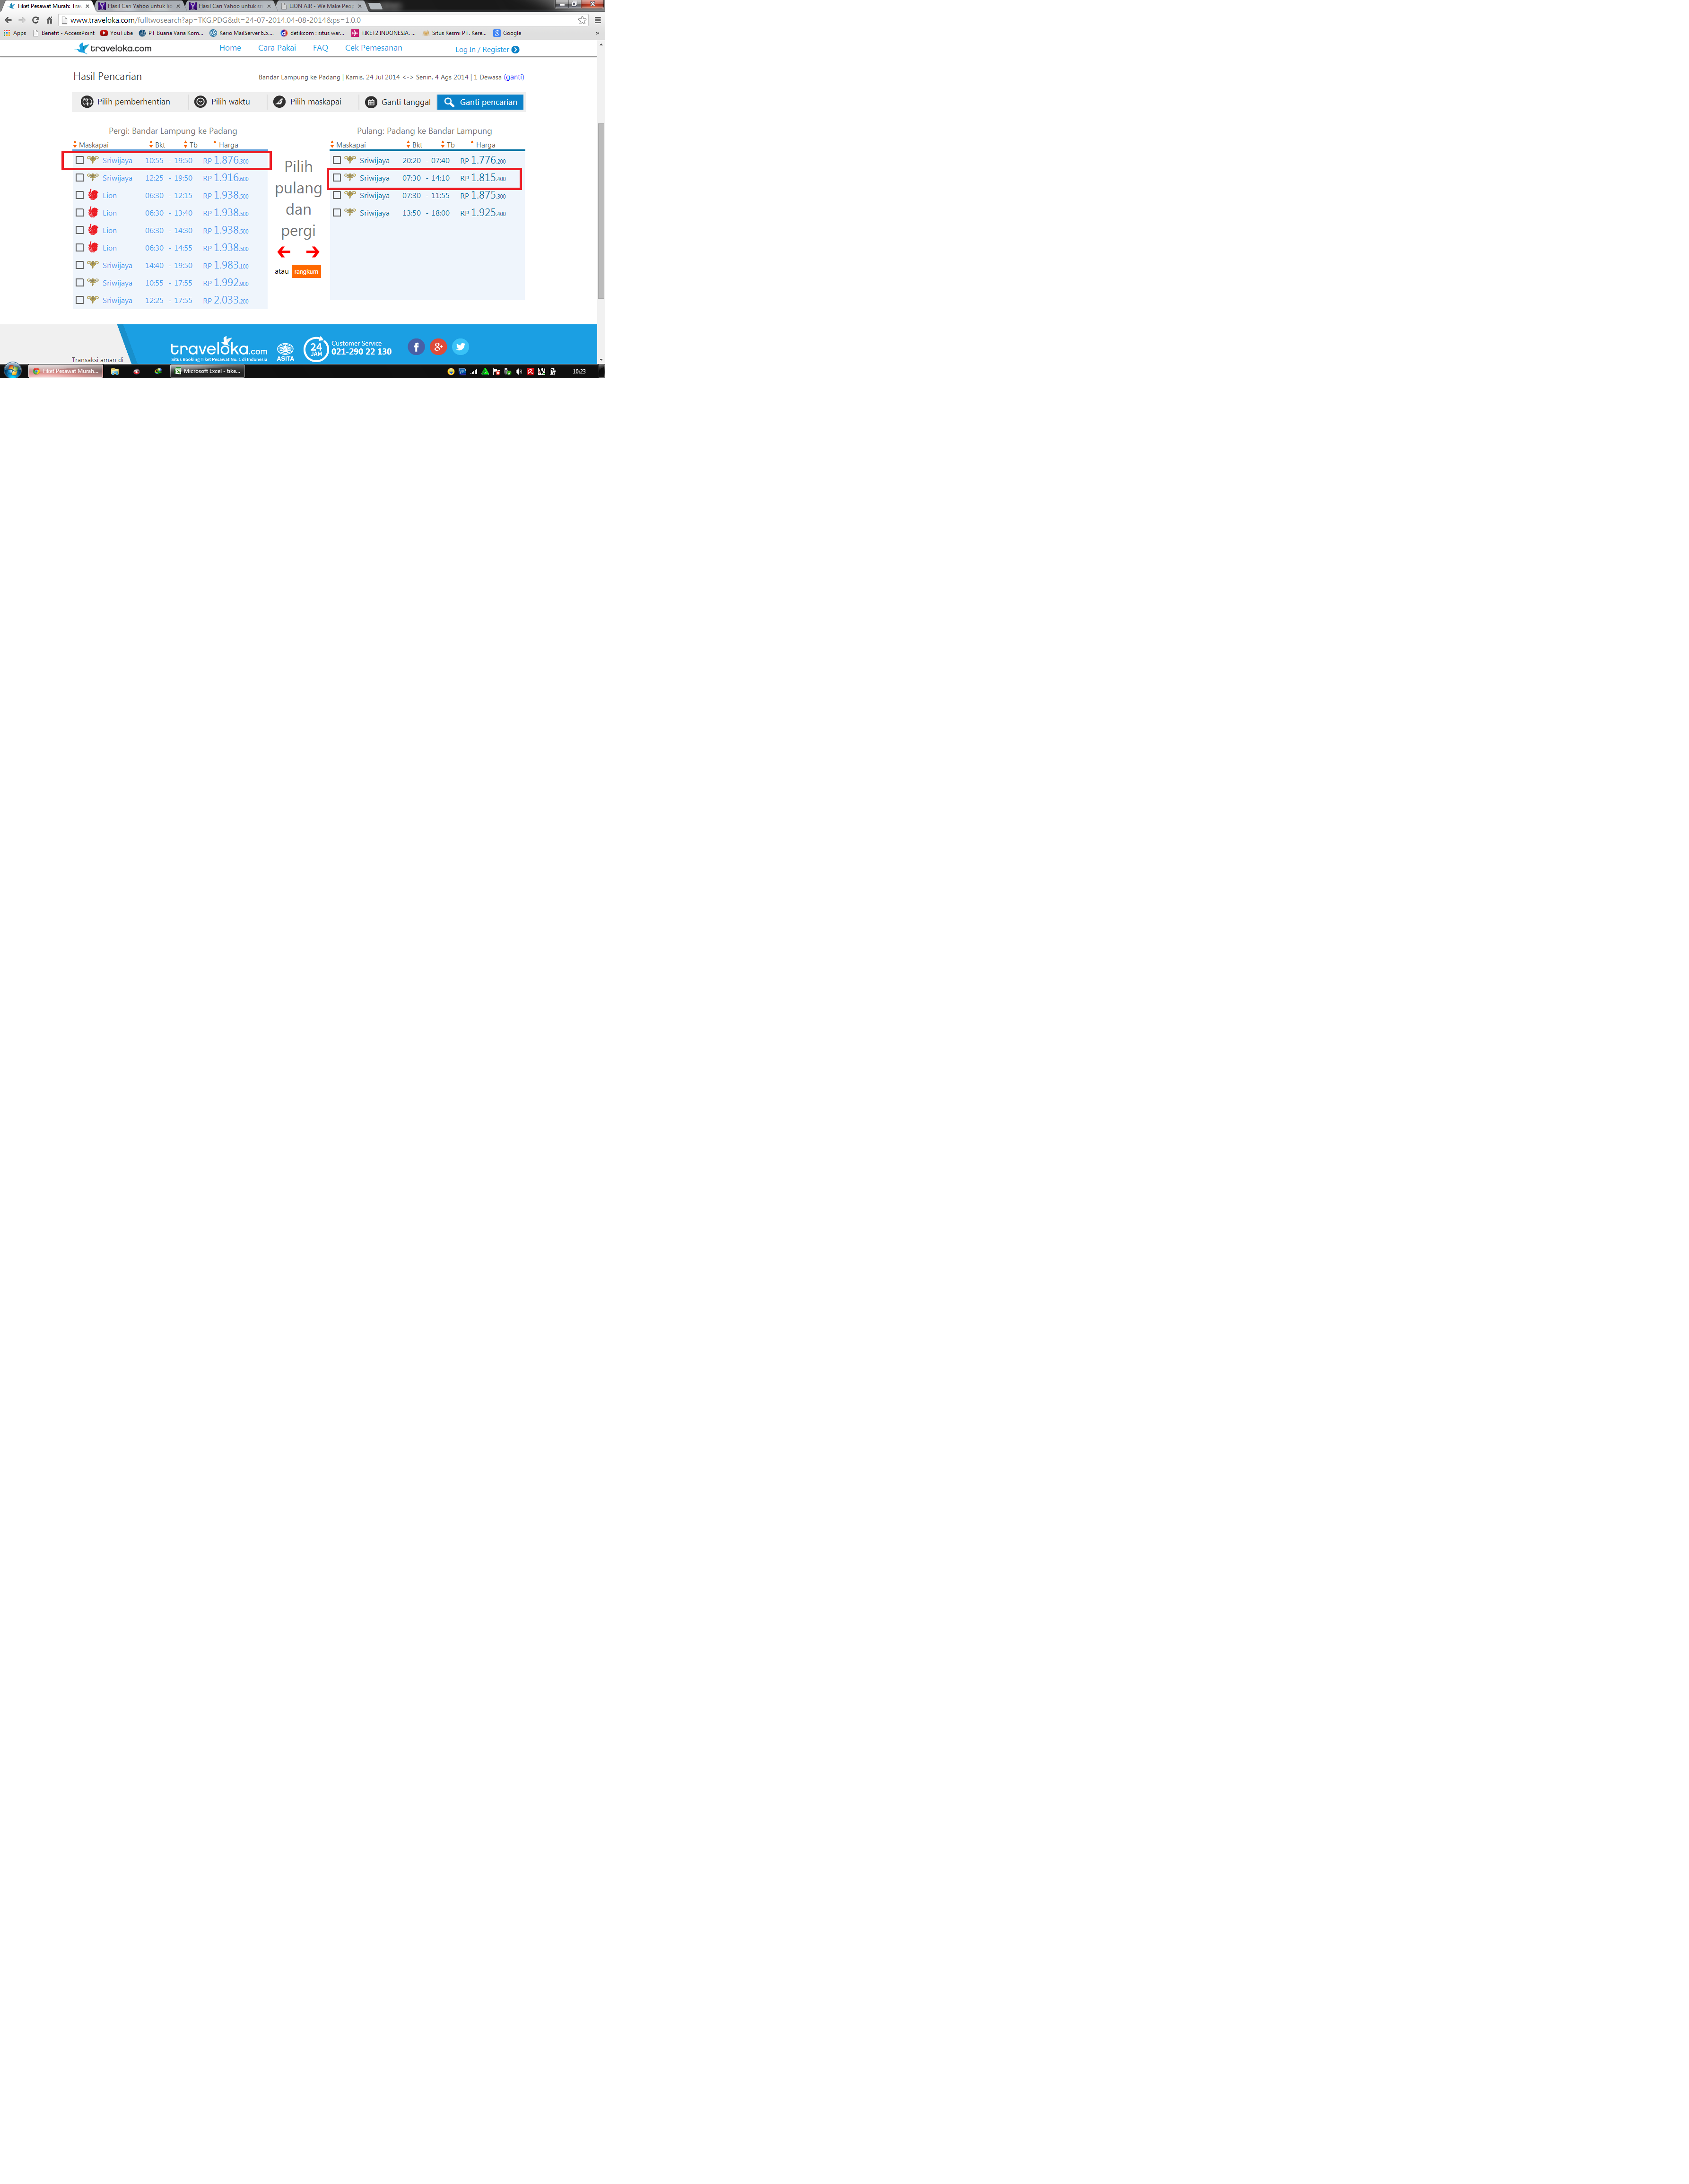 Tiket Pesawat Murah: Trav
Hasil Cari Yahoo untuk
Hasil Cari Yahoo untuk
LION AIR - We Make Peop
www.traveloka.com/fulltwosearch?ap=TKG.PDG&dt=24-07-2014.04-08-2014&ps=1.0.0
Apps Benefit - AccessPoint YouTube PT Buana Varia Kom... Kerio MailServer 6.5.... detikcom : situs war... TIKET2 INDONESIA. ... Situs Resmi PT. Kere... Google »
traveloka.com Home Cara Pakai FAQ Cek Pemesanan Log In / Register
Hasil Pencarian Bandar Lampung ke Padang | Kamis, 24 Jul 2014 <-> Senin, 4 Ags 2014 | 1 Dewasa (ganti)
Pilih pemberhentian Pilih waktu Pilih maskapai Ganti tanggal Ganti pencarian
Pergi: Bandar Lampung ke Padang
Maskapai Bkt Tb Harga
Sriwijaya 10:55 - 19:50 RP 1.876.300
Sriwijaya 12:25 - 19:50 RP 1.916.600
Lion 06:30 - 12:15 RP 1.938.500
Lion 06:30 - 13:40 RP 1.938.500
Lion 06:30 - 14:30 RP 1.938.500
Lion 06:30 - 14:55 RP 1.938.500
Sriwijaya 14:40 - 19:50 RP 1.983.100
Sriwijaya 10:55 - 17:55 RP 1.992.900
Sriwijaya 12:25 - 17:55 RP 2.033.200
Pilih
pulang
dan
pergi
atau rangkum
Pulang: Padang ke Bandar Lampung
Maskapai Bkt Tb Harga
Sriwijaya 20:20 - 07:40 RP 1.776.200
Sriwijaya 07:30 - 14:10 RP 1.815.400
Sriwijaya 07:30 - 11:55 RP 1.875.300
Sriwijaya 13:50 - 18:00 RP 1.925.400
Transaksi aman di
traveloka.com
Situs Booking Tiket Pesawat No. 1 di Indonesia
ASITA
24
JAM
Customer Service
021-290 22 130
Tiket Pesawat Murah... Microsoft Excel - tike... 10:23